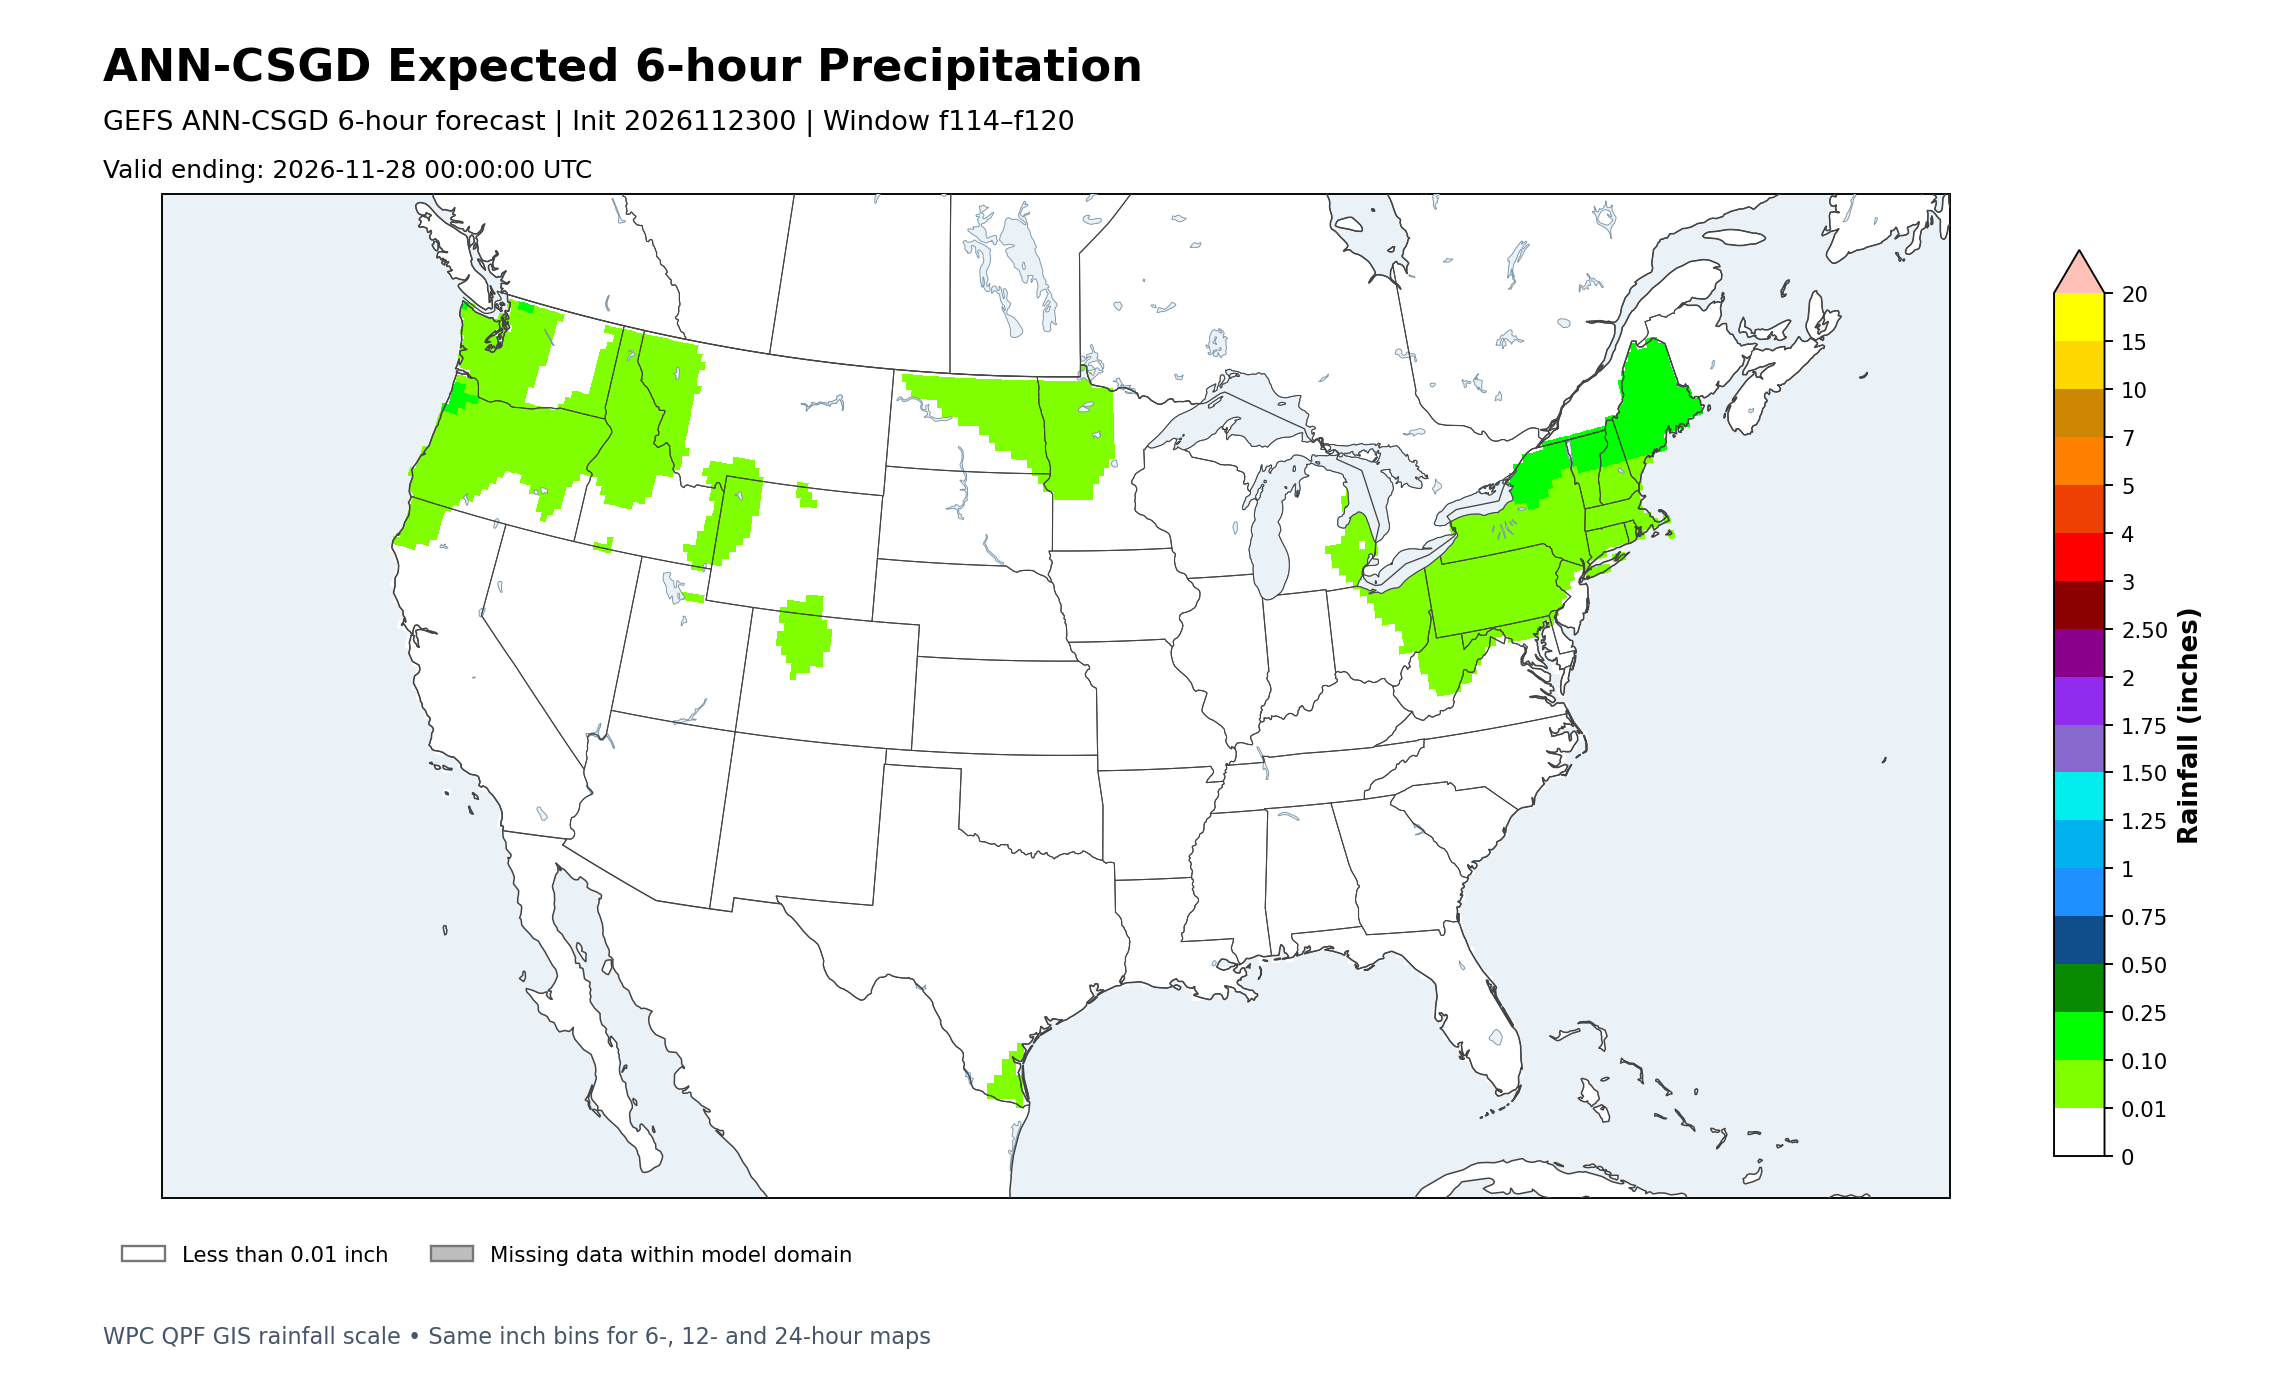 ANN-CSGD Expected 6-hour Precipitation
GEFS ANN-CSGD 6-hour forecast | Init 2026112300 | Window f114–f120
Valid ending: 2026-11-28 00:00:00 UTC
20
15
10
7
5
4
3
2.50
2
1.75
1.50
1.25
1
0.75
0.50
0.25
0.10
0.01
0
Rainfall (inches)
Less than 0.01 inch
Missing data within model domain
WPC QPF GIS rainfall scale • Same inch bins for 6-, 12- and 24-hour maps